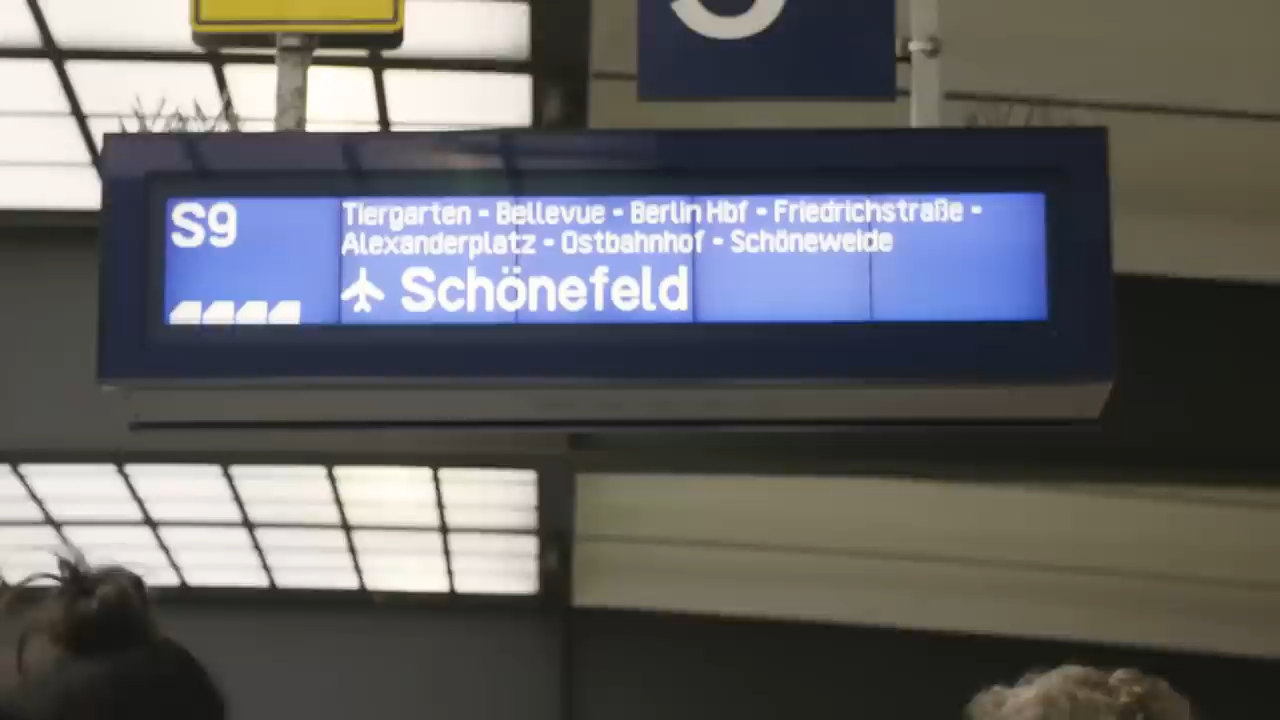 S9
Tiergarten - Bellevue - Berlin Hbf - Friedrichstraße -
Alexanderplatz - Ostbahnhof - Schöneweide
Schönefeld